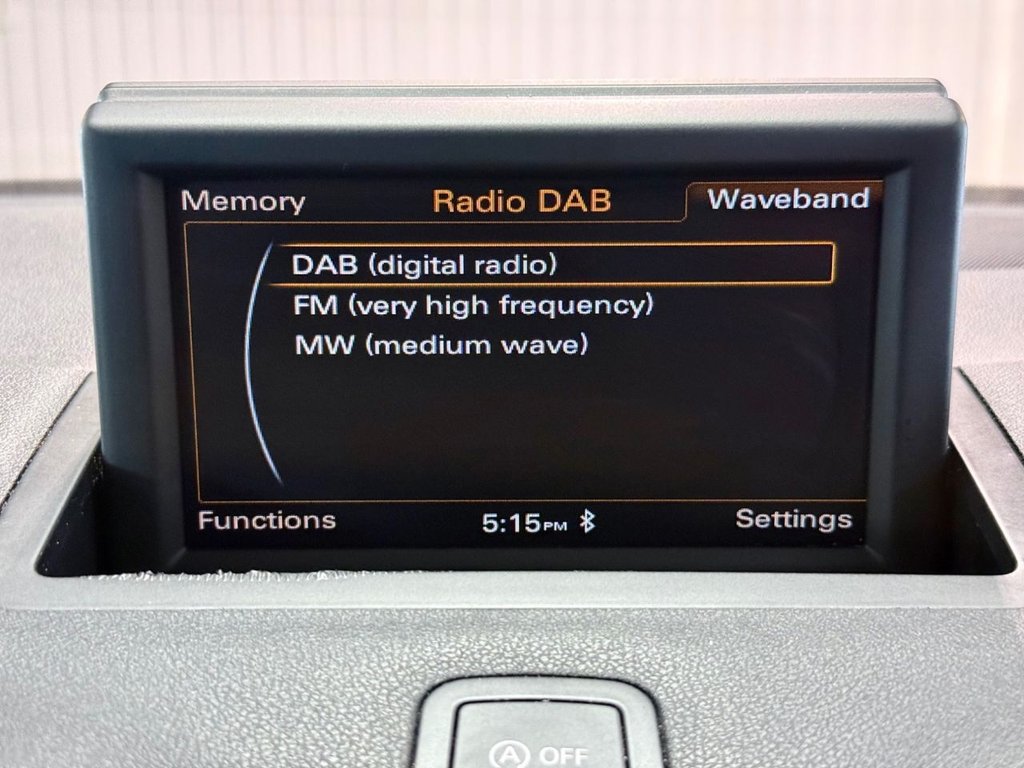 Memory Radio DAB Waveband
DAB (digital radio)
FM (very high frequency)
MW (medium wave)
Functions 5:15PM Settings
A OFF